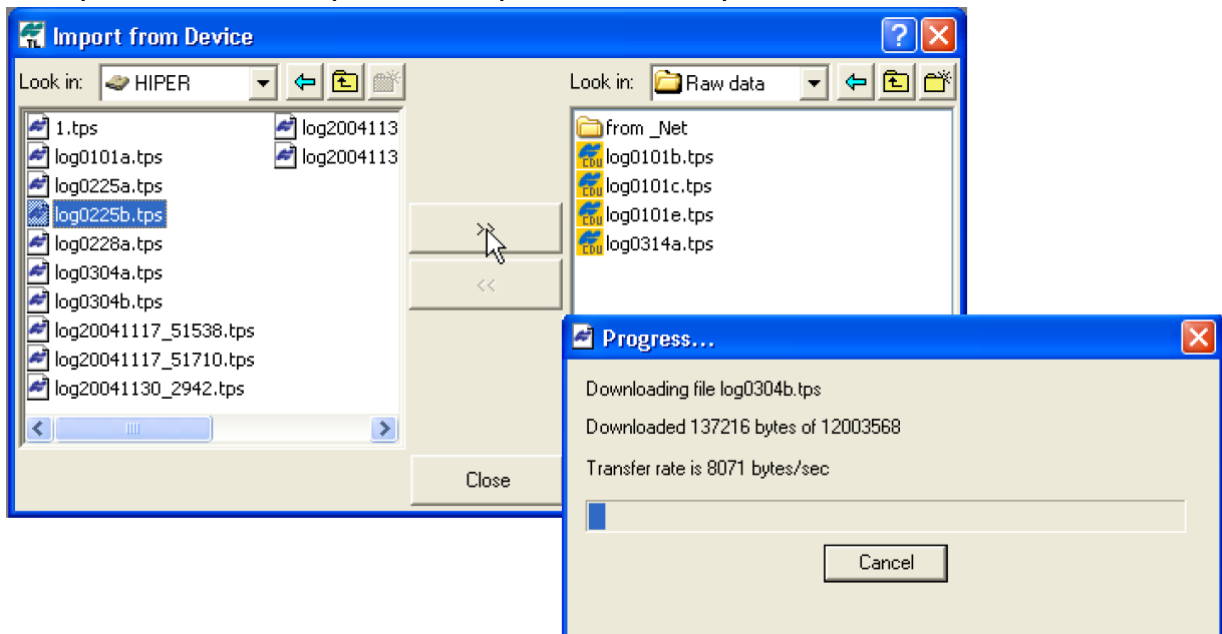 Import from Device
Look in: HIPER
1.tps
log0101a.tps
log0225a.tps
log0225b.tps
log0228a.tps
log0304a.tps
log0304b.tps
log20041117_51538.tps
log20041117_51710.tps
log20041130_2942.tps
log2004113
log2004113
>>
<<
Close
Look in: Raw data
from _Net
log0101b.tps
log0101c.tps
log0101e.tps
log0314a.tps
Progress...
Downloading file log0304b.tps
Downloaded 137216 bytes of 12003568
Transfer rate is 8071 bytes/sec
Cancel